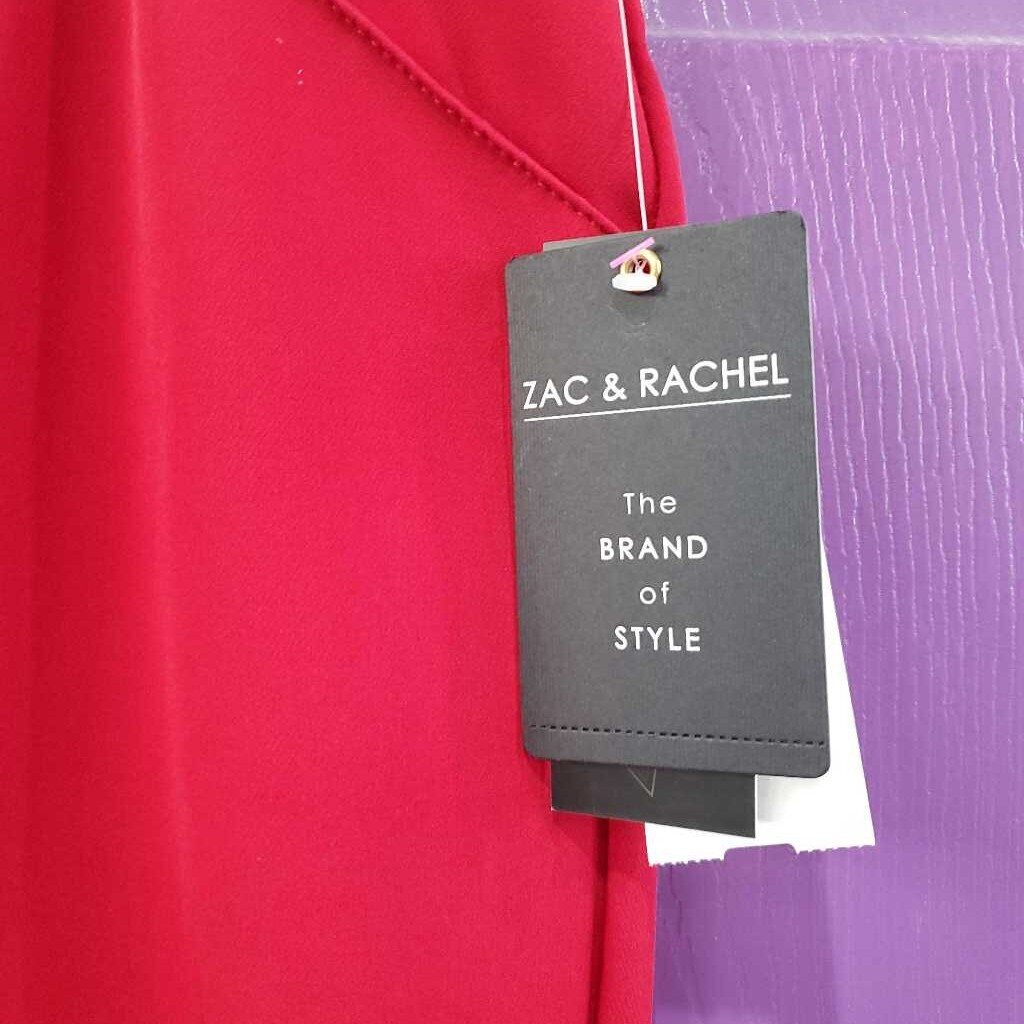 ZAC & RACHEL
The
BRAND
of
STYLE